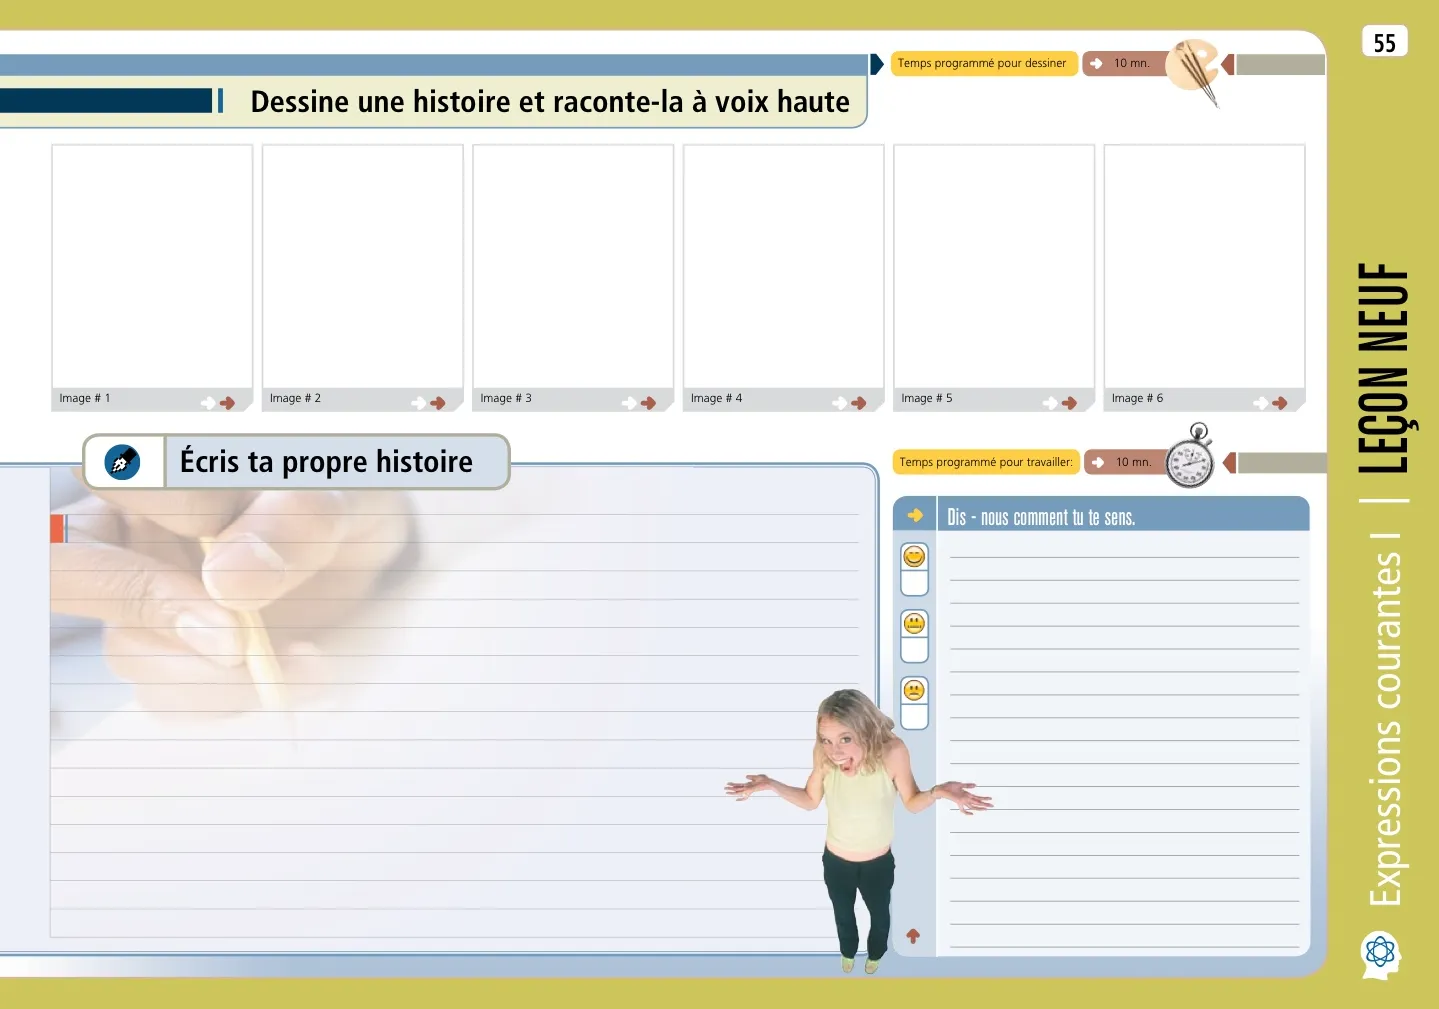 55
Temps programmé pour dessiner
10 mn.
Dessine une histoire et raconte-la à voix haute
Image # 1
Image # 2
Image # 3
Image # 4
Image # 5
Image # 6
Écris ta propre histoire
Temps programmé pour travailler:
10 mn.
Dis - nous comment tu te sens.
Expressions courantes I | LEÇON NEUF